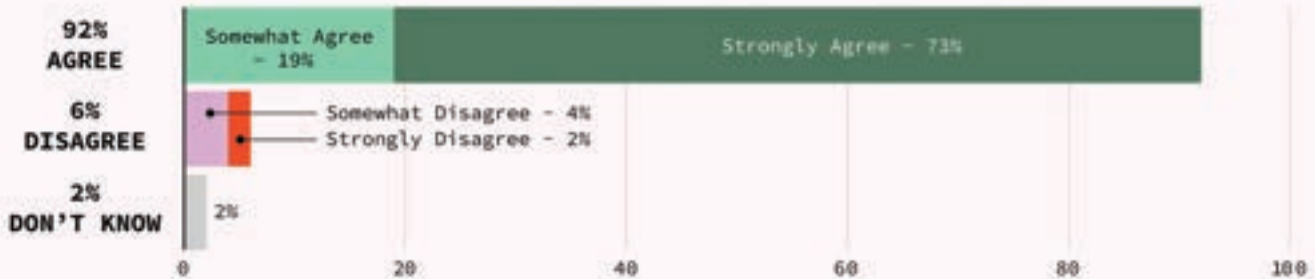 92%
AGREE
Somewhat Agree
- 19%
Strongly Agree - 73%
6%
DISAGREE
Somewhat Disagree - 4%
Strongly Disagree - 2%
2%
DON'T KNOW
2%
0 20 40 60 80 100